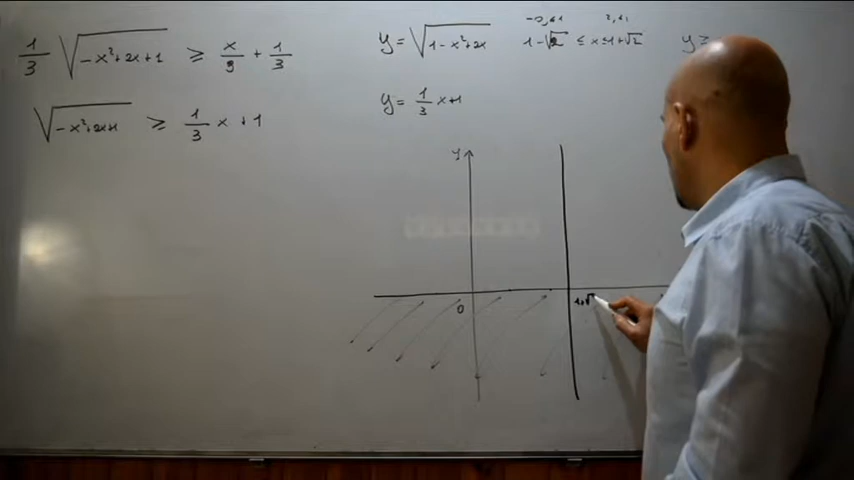 1/3 √(-x²+2x+1) ≥ x/3 + 1/3
√(-x²+2x+1) ≥ 1/3 x + 1
y = √(1-x²+2x)
-0,41 2,41
1-√2 ≤ x ≤ 1+√2
y ≥
y = 1/3 x+1
y
0
1+√